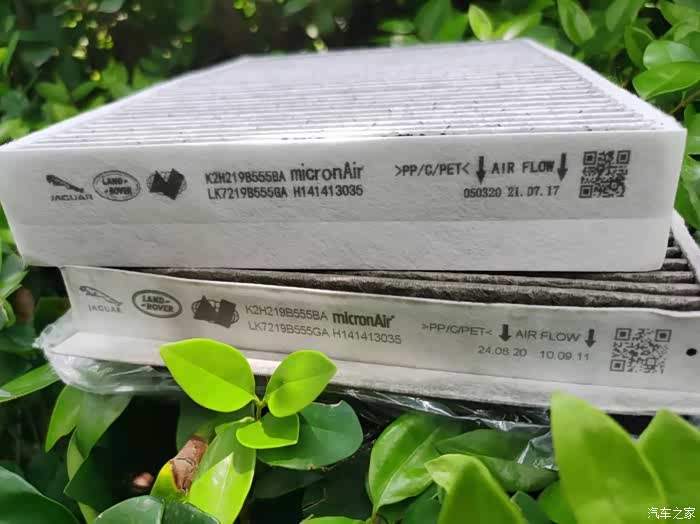 JAGUAR LAND ROVER K2H219B555BA micronAir >PP/C/PET< AIR FLOW
LK7219B555GA H141413035 050320 21.07.17
JAGUAR LAND ROVER K2H219B555BA micronAir >PP/C/PET< AIR FLOW
LK7219B555GA H141413035 24.08.20 10.09.11
汽车之家